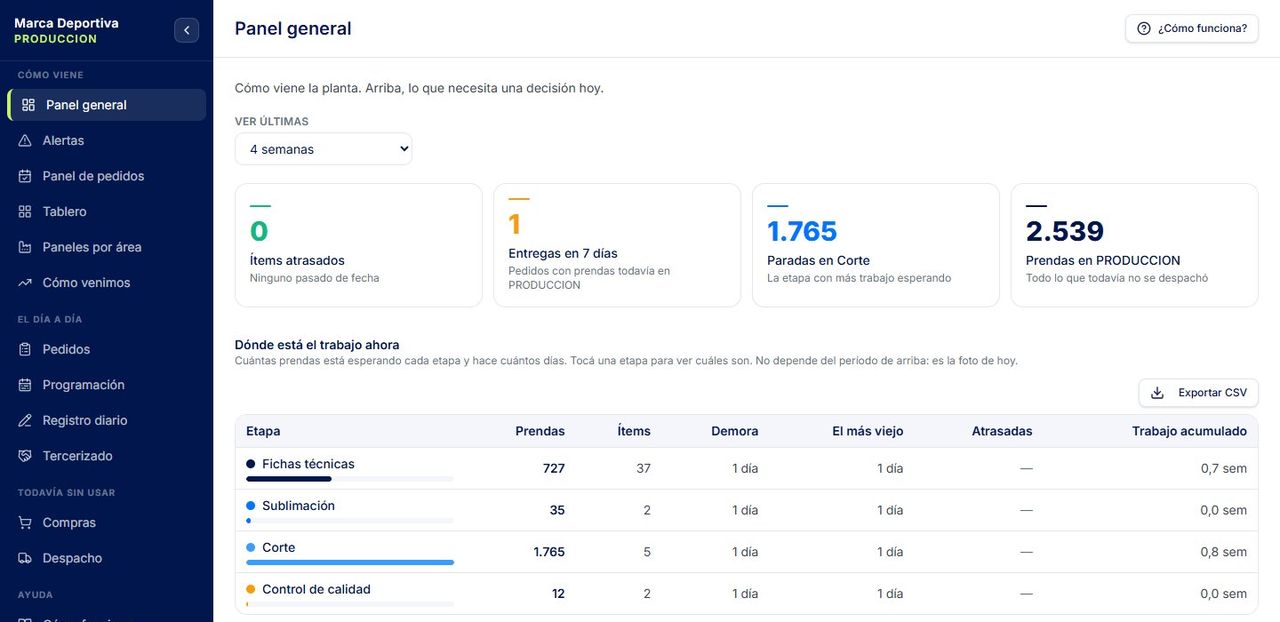 Marca Deportiva
PRODUCCION
CÓMO VIENE
Panel general
Alertas
Panel de pedidos
Tablero
Paneles por área
Cómo venimos
EL DÍA A DÍA
Pedidos
Programación
Registro diario
Tercerizado
TODAVÍA SIN USAR
Compras
Despacho
AYUDA
Panel general
¿Cómo funciona?
Cómo viene la planta. Arriba, lo que necesita una decisión hoy.
VER ÚLTIMAS
4 semanas
0
Ítems atrasados
Ninguno pasado de fecha
1
Entregas en 7 días
Pedidos con prendas todavía en
PRODUCCION
1.765
Paradas en Corte
La etapa con más trabajo esperando
2.539
Prendas en PRODUCCION
Todo lo que todavía no se despachó
Dónde está el trabajo ahora
Cuántas prendas está esperando cada etapa y hace cuántos días. Tocá una etapa para ver cuáles son. No depende del período de arriba: es la foto de hoy.
Exportar CSV
Etapa Prendas Ítems Demora El más viejo Atrasadas Trabajo acumulado
Fichas técnicas 727 37 1 día 1 día — 0,7 sem
Sublimación 35 2 1 día 1 día — 0,0 sem
Corte 1.765 5 1 día 1 día — 0,8 sem
Control de calidad 12 2 1 día 1 día — 0,0 sem